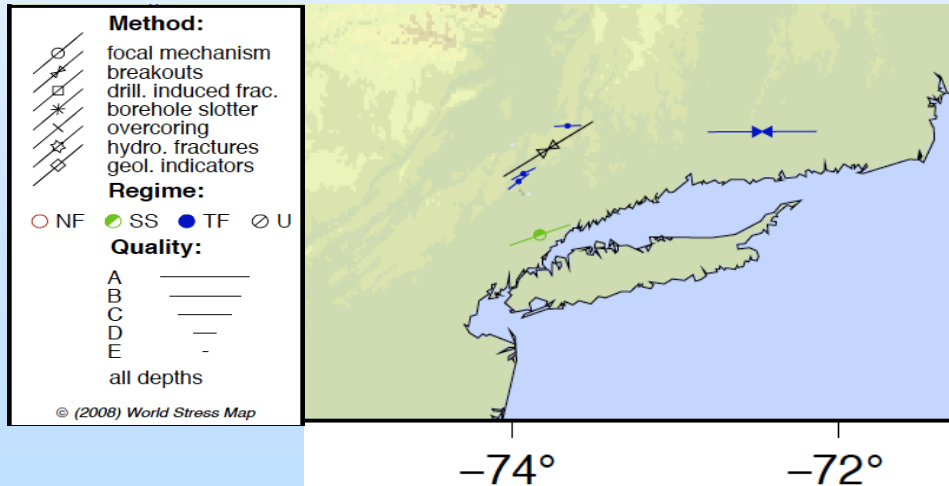 Method:
focal mechanism
breakouts
drill. induced frac.
borehole slotter
overcoring
hydro. fractures
geol. indicators
Regime:
NF SS TF U
Quality:
A
B
C
D
E
all depths
© (2008) World Stress Map
−74° −72°